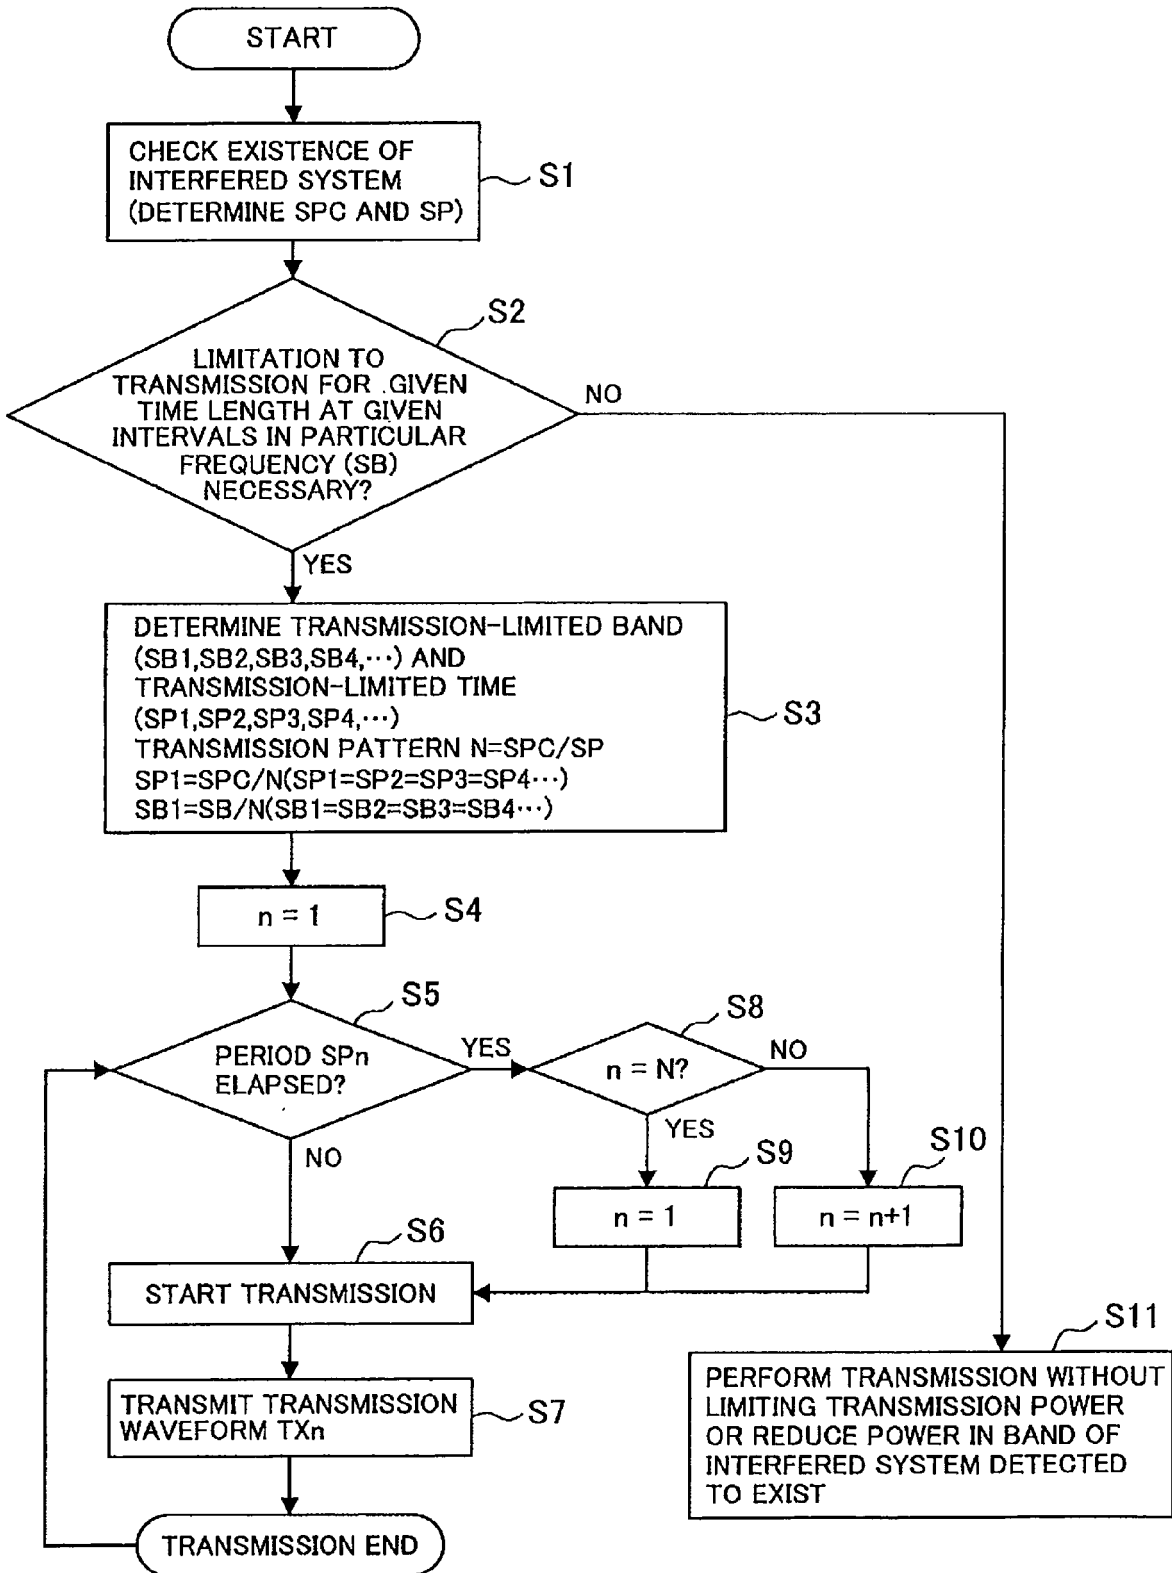 START
CHECK EXISTENCE OF
INTERFERED SYSTEM
(DETERMINE SPC AND SP)
S1
S2
LIMITATION TO
TRANSMISSION FOR .GIVEN
TIME LENGTH AT GIVEN
INTERVALS IN PARTICULAR
FREQUENCY (SB)
NECESSARY?
NO
YES
DETERMINE TRANSMISSION-LIMITED BAND
(SB1,SB2,SB3,SB4,···) AND
TRANSMISSION-LIMITED TIME
(SP1,SP2,SP3,SP4,···)
TRANSMISSION PATTERN N=SPC/SP
SP1=SPC/N(SP1=SP2=SP3=SP4···)
SB1=SB/N(SB1=SB2=SB3=SB4···)
S3
n = 1
S4
S5
PERIOD SPn
ELAPSED?
YES
NO
S8
n = N?
NO
YES
S9
n = 1
S10
n = n+1
S6
START TRANSMISSION
TRANSMIT TRANSMISSION
WAVEFORM TXn
S7
TRANSMISSION END
S11
PERFORM TRANSMISSION WITHOUT
LIMITING TRANSMISSION POWER
OR REDUCE POWER IN BAND OF
INTERFERED SYSTEM DETECTED
TO EXIST